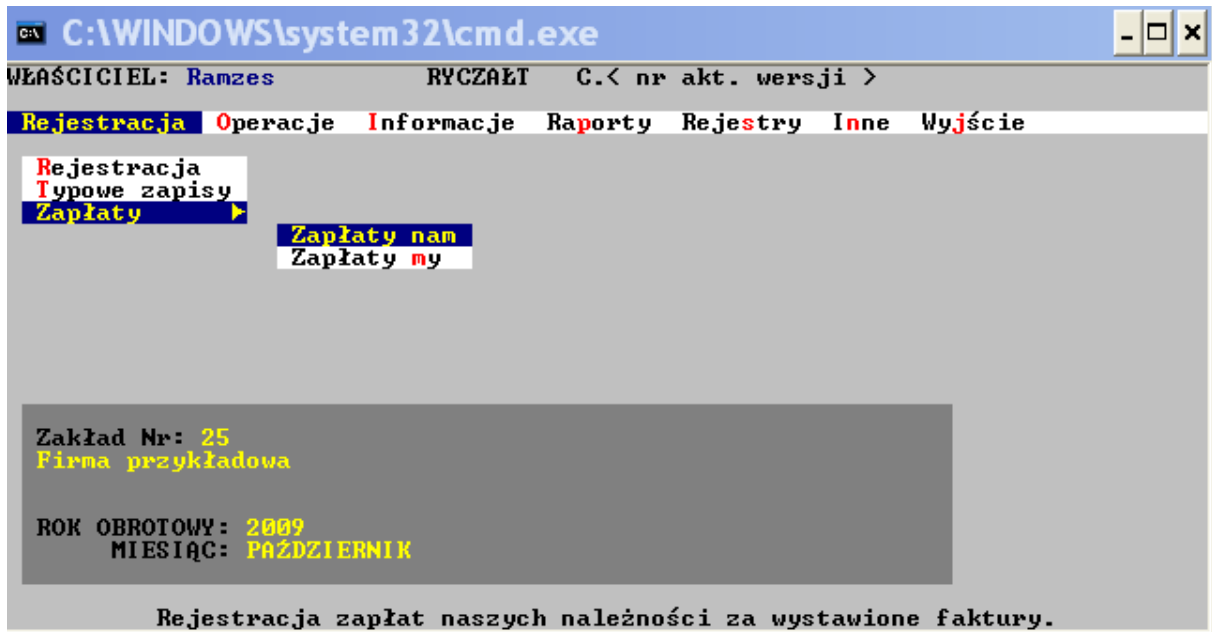 C:\WINDOWS\system32\cmd.exe
WŁAŚCICIEL: Ramzes RYCZAŁT C.< nr akt. wersji >
Rejestracja Operacje Informacje Raporty Rejestry Inne Wyjście
Rejestracja
Typowe zapisy
Zapłaty
Zapłaty nam
Zapłaty my
Zakład Nr: 25
Firma przykładowa
ROK OBROTOWY: 2009
MIESIĄC: PAŹDZIERNIK
Rejestracja zapłat naszych należności za wystawione faktury.